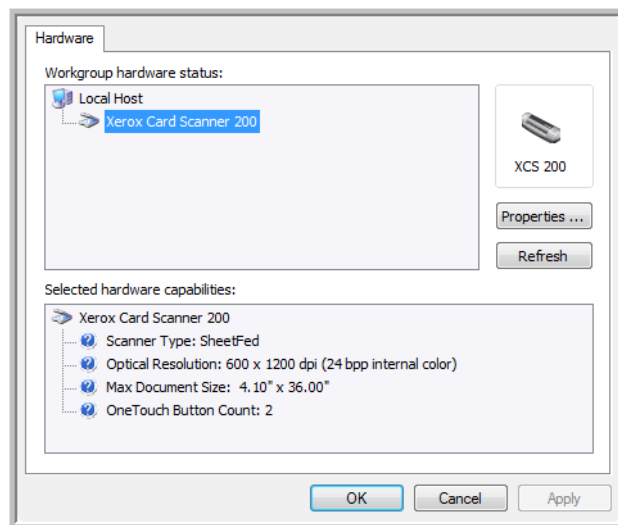 Hardware
Workgroup hardware status:
Local Host
Xerox Card Scanner 200
XCS 200
Properties ...
Refresh
Selected hardware capabilities:
Xerox Card Scanner 200
Scanner Type: SheetFed
Optical Resolution: 600 x 1200 dpi (24 bpp internal color)
Max Document Size: 4.10" x 36.00"
OneTouch Button Count: 2
OK
Cancel
Apply